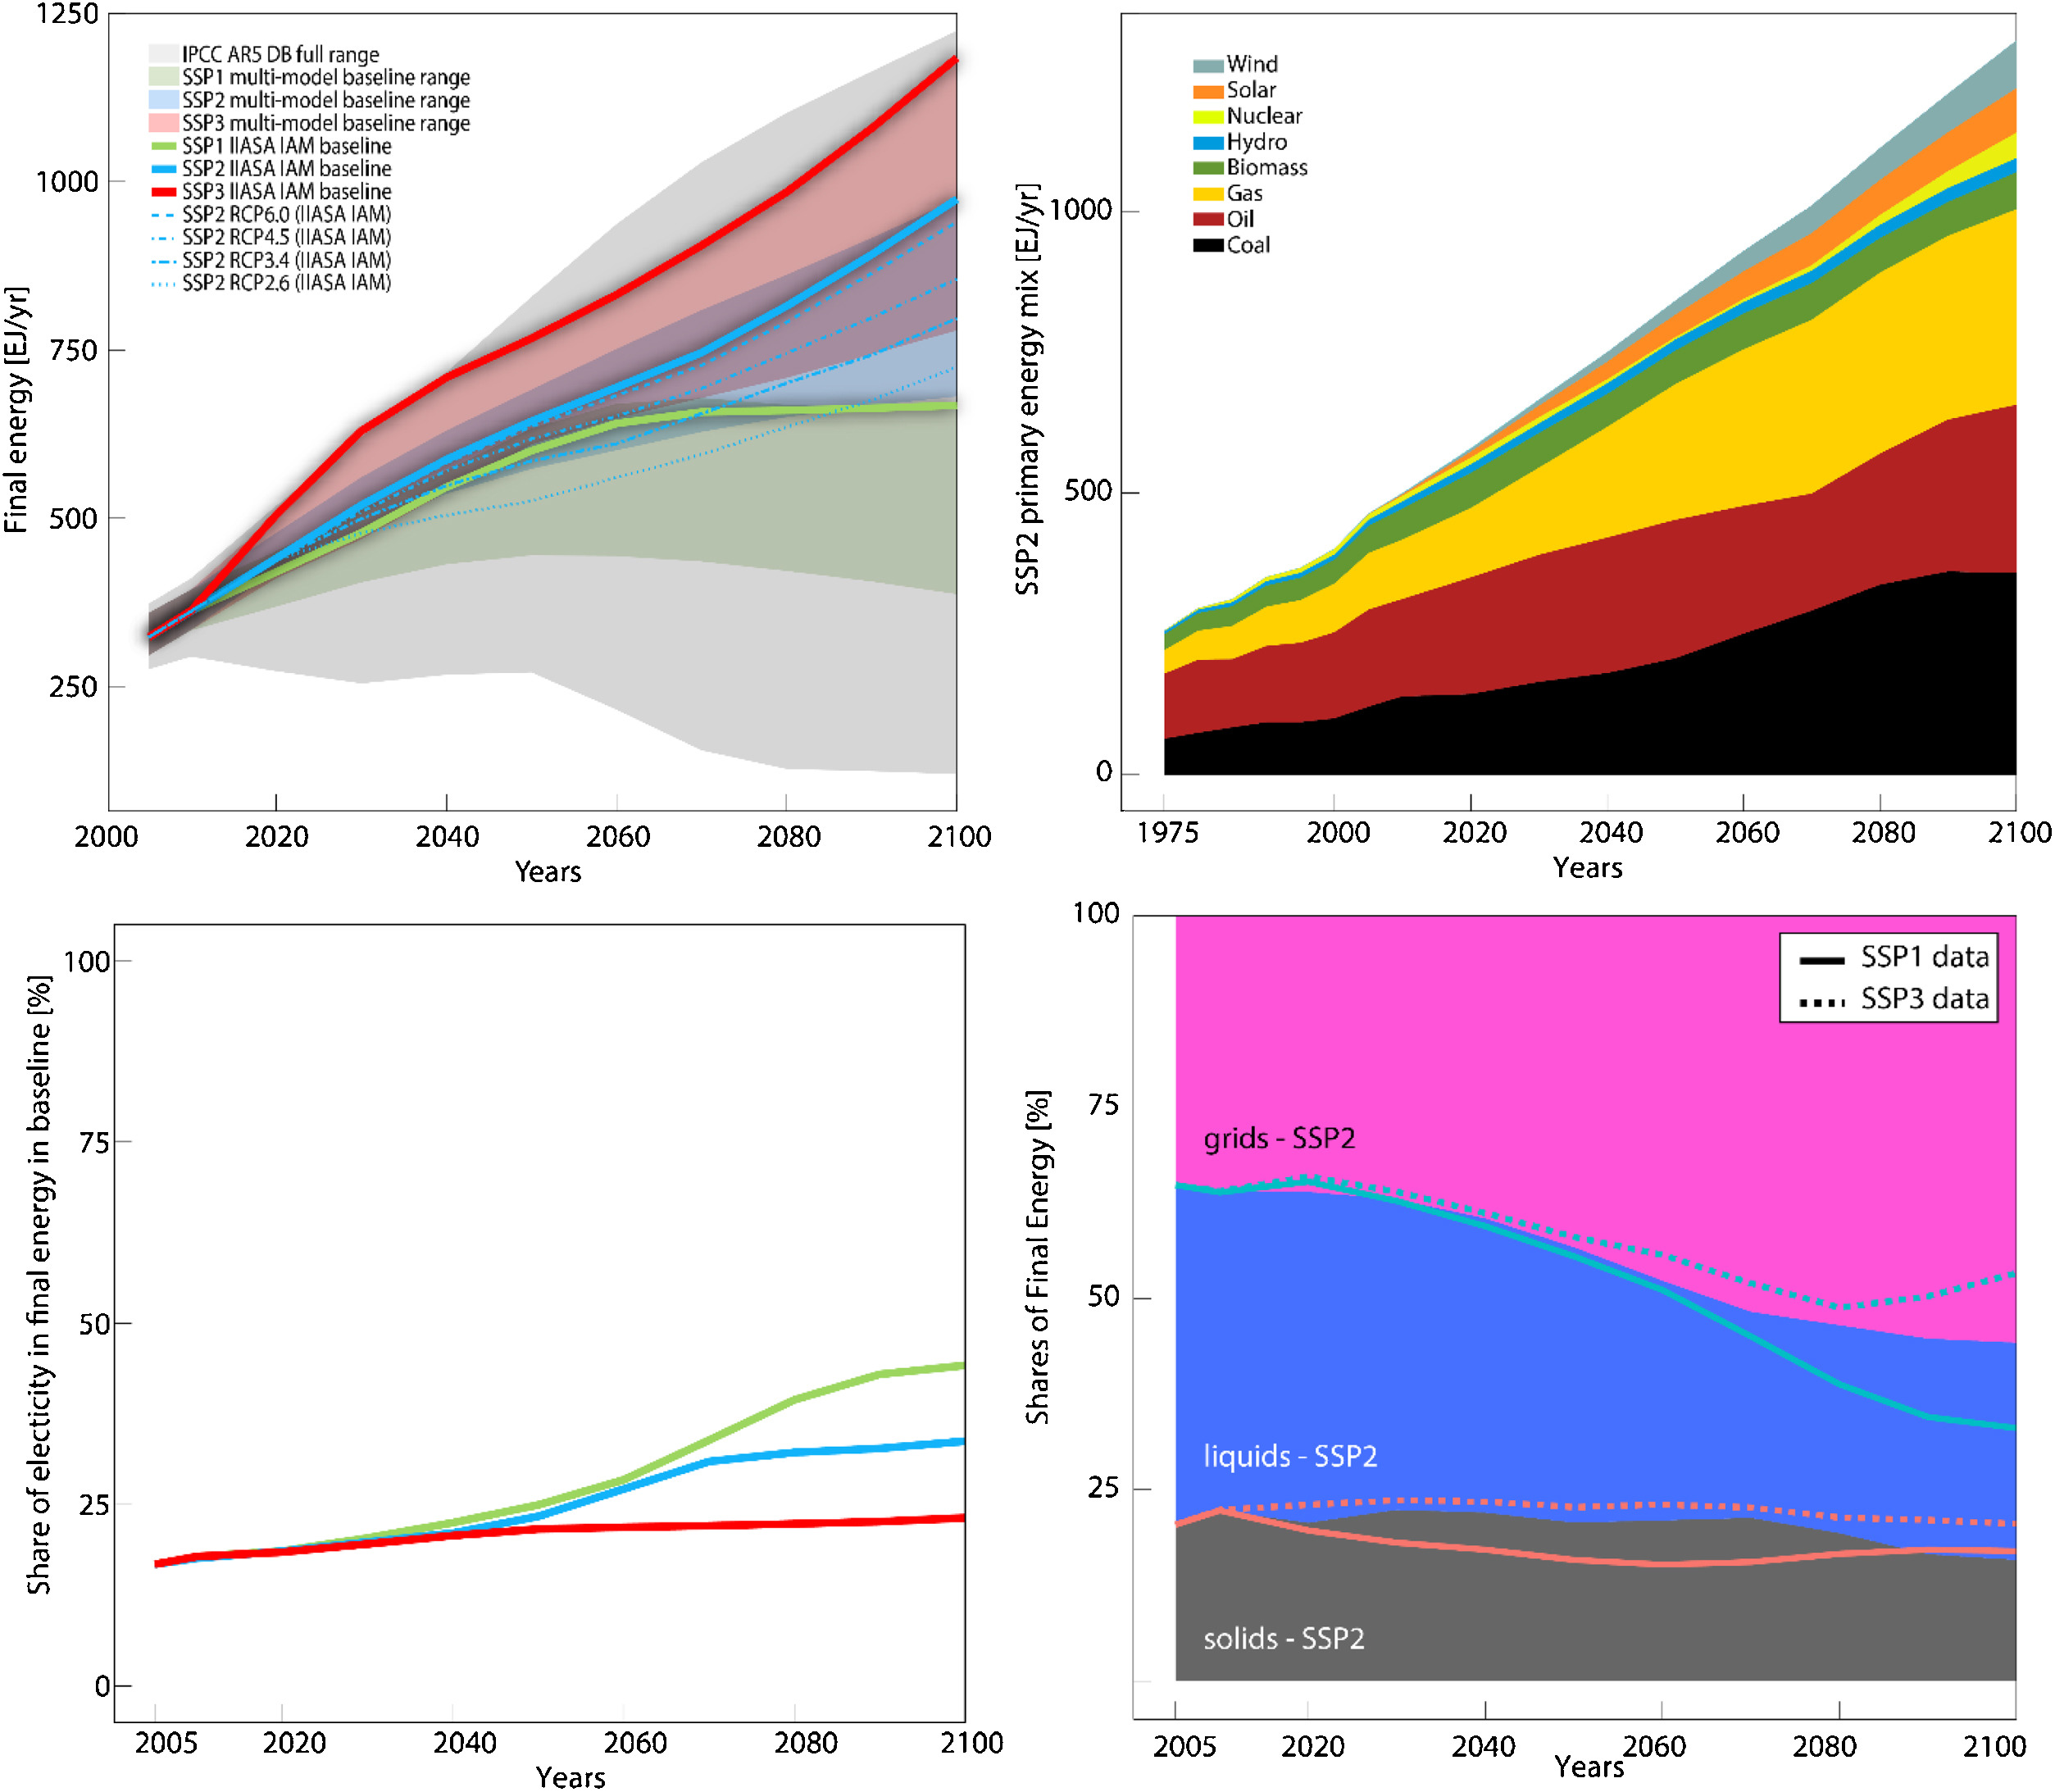 1250
1000
750
500
250
Final energy [EJ/yr]
IPCC AR5 DB full range
SSP1 multi-model baseline range
SSP2 multi-model baseline range
SSP3 multi-model baseline range
SSP1 IIASA IAM baseline
SSP2 IIASA IAM baseline
SSP3 IIASA IAM baseline
SSP2 RCP6.0 (IIASA IAM)
SSP2 RCP4.5 (IIASA IAM)
SSP2 RCP3.4 (IIASA IAM)
SSP2 RCP2.6 (IIASA IAM)
2000 2020 2040 2060 2080 2100
Years
SSP2 primary energy mix [EJ/yr]
1000
500
0
Wind
Solar
Nuclear
Hydro
Biomass
Gas
Oil
Coal
1975 2000 2020 2040 2060 2080 2100
Years
Share of electicity in final energy in baseline [%]
100
75
50
25
0
2005 2020 2040 2060 2080 2100
Years
Shares of Final Energy [%]
100
75
50
25
SSP1 data
SSP3 data
grids - SSP2
liquids - SSP2
solids - SSP2
2005 2020 2040 2060 2080 2100
Years